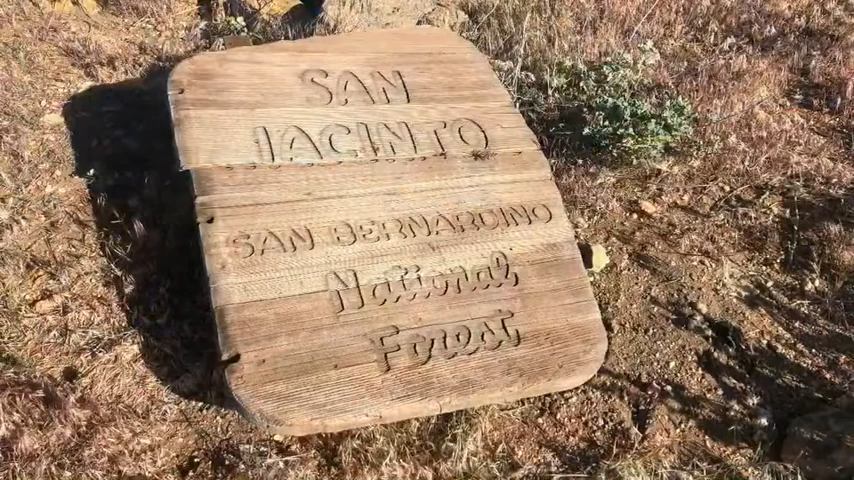 SAN
JACINTO
SAN BERNARDINO
National
Forest